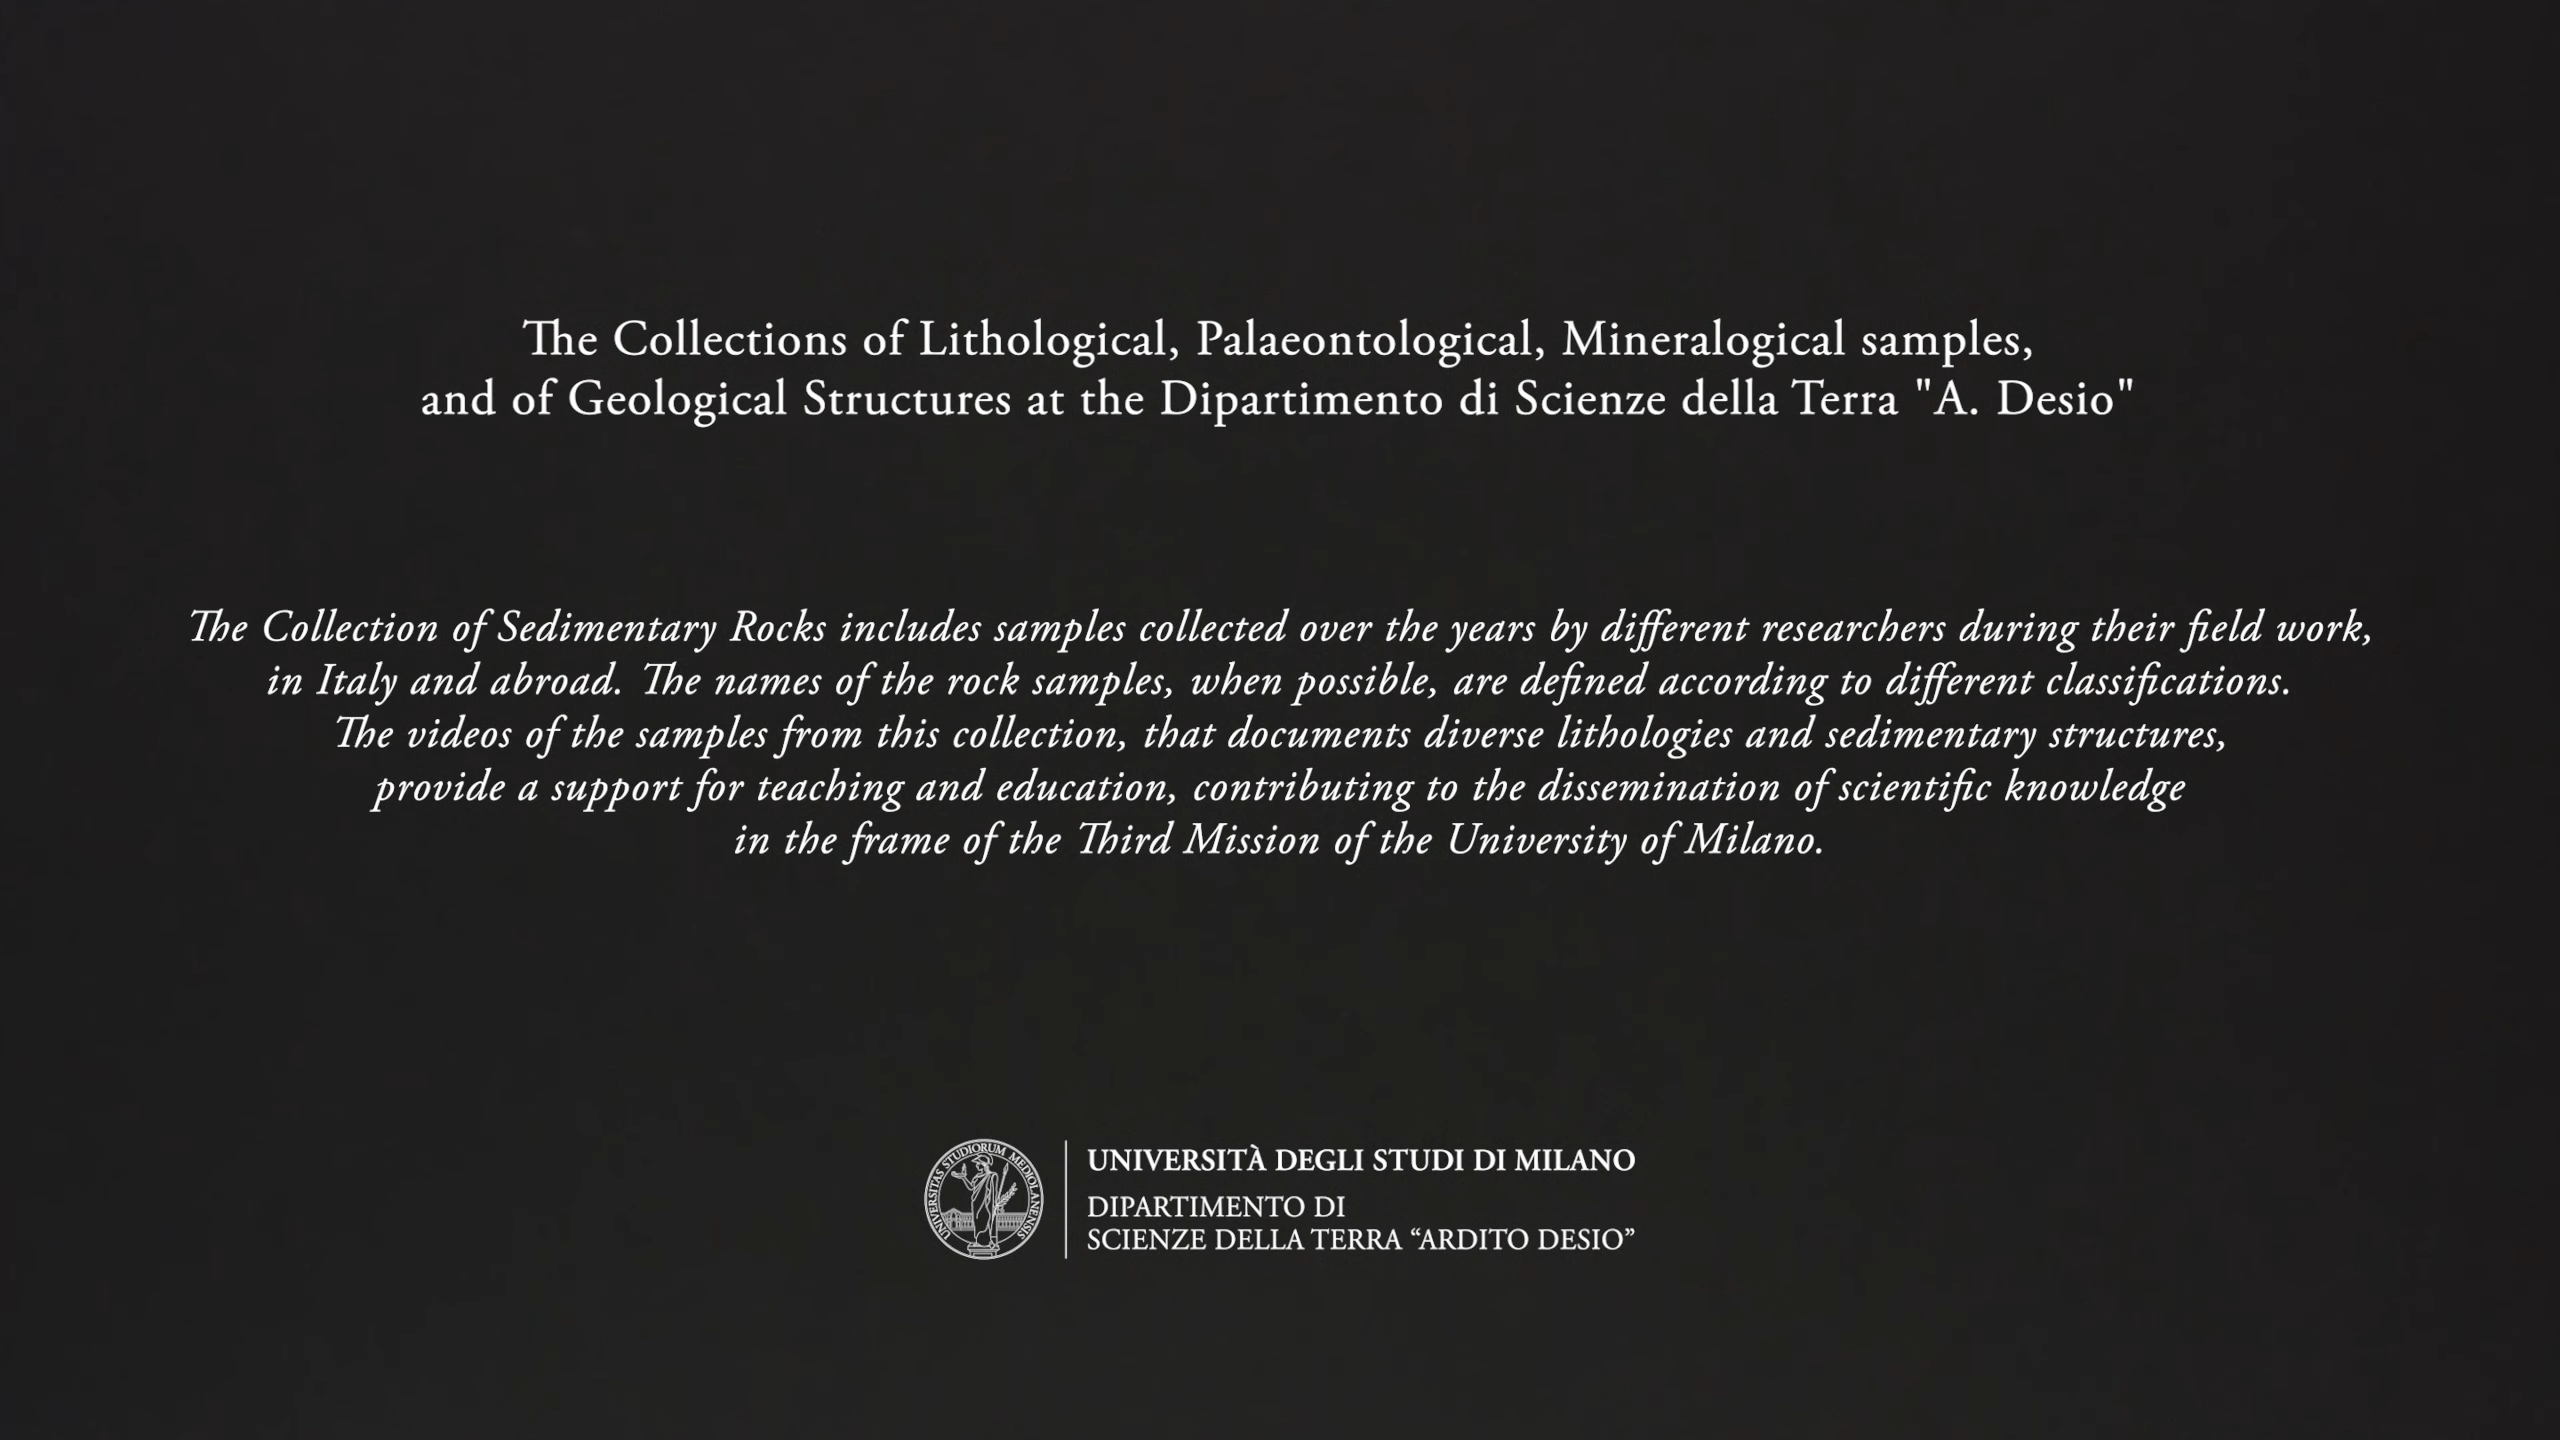 The Collections of Lithological, Palaeontological, Mineralogical samples,
and of Geological Structures at the Dipartimento di Scienze della Terra "A. Desio"
The Collection of Sedimentary Rocks includes samples collected over the years by different researchers during their field work,
in Italy and abroad. The names of the rock samples, when possible, are defined according to different classifications.
The videos of the samples from this collection, that documents diverse lithologies and sedimentary structures,
provide a support for teaching and education, contributing to the dissemination of scientific knowledge
in the frame of the Third Mission of the University of Milano.
UNIVERSITAS STUDIORUM MEDIOLANENSIS
UNIVERSITÀ DEGLI STUDI DI MILANO
DIPARTIMENTO DI
SCIENZE DELLA TERRA “ARDITO DESIO”